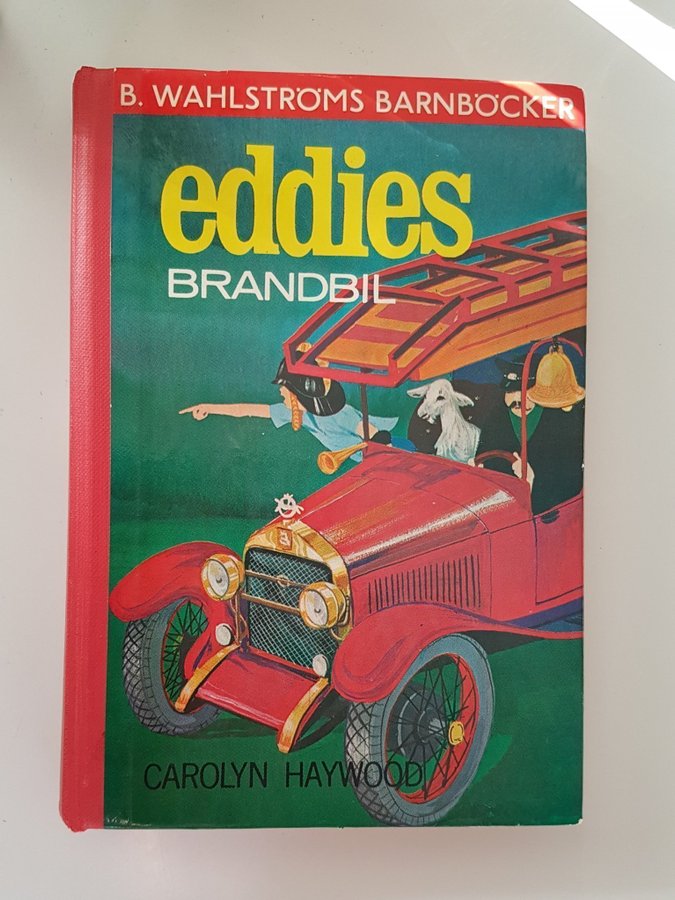 B. WAHLSTRÖMS BARNBÖCKER
eddies
BRANDBIL
CAROLYN HAYWOOD